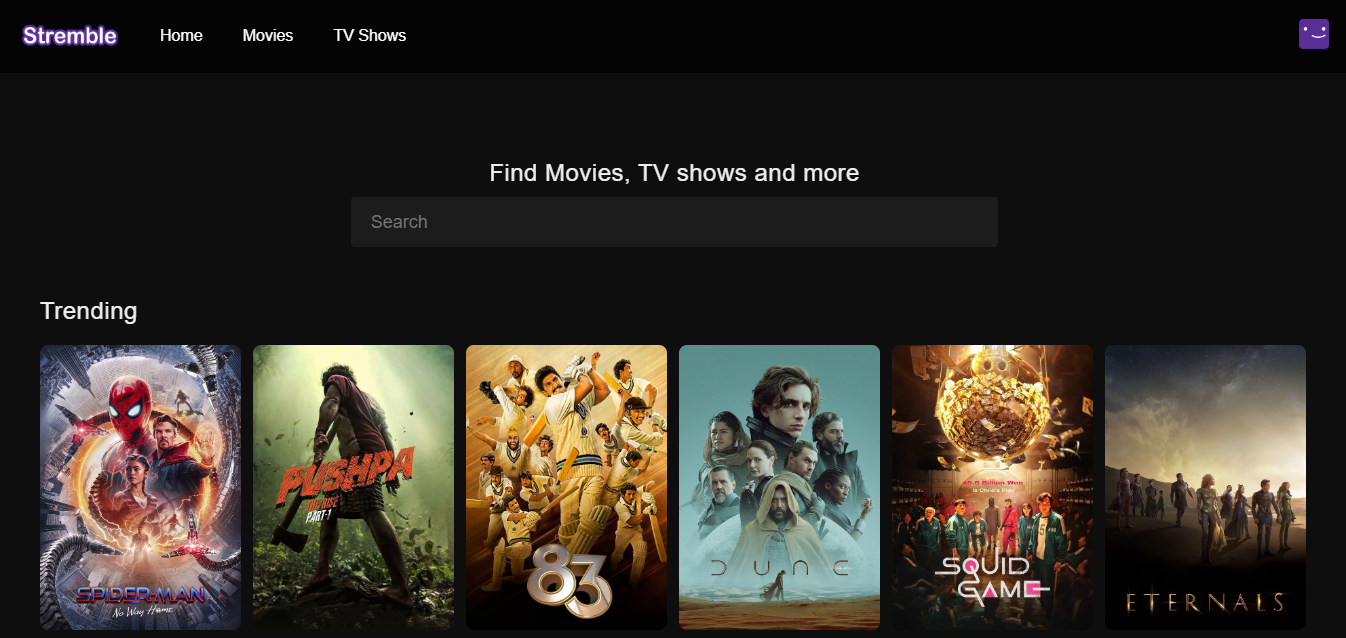 Stremble Home Movies TV Shows
Find Movies, TV shows and more
Search
Trending
SPIDER-MAN
No Way Home
PUSHPA
THE RISE
PART-1
83
DUNE
45.6 Billion Won
is Child's Play
SQUID
GAME
ETERNALS